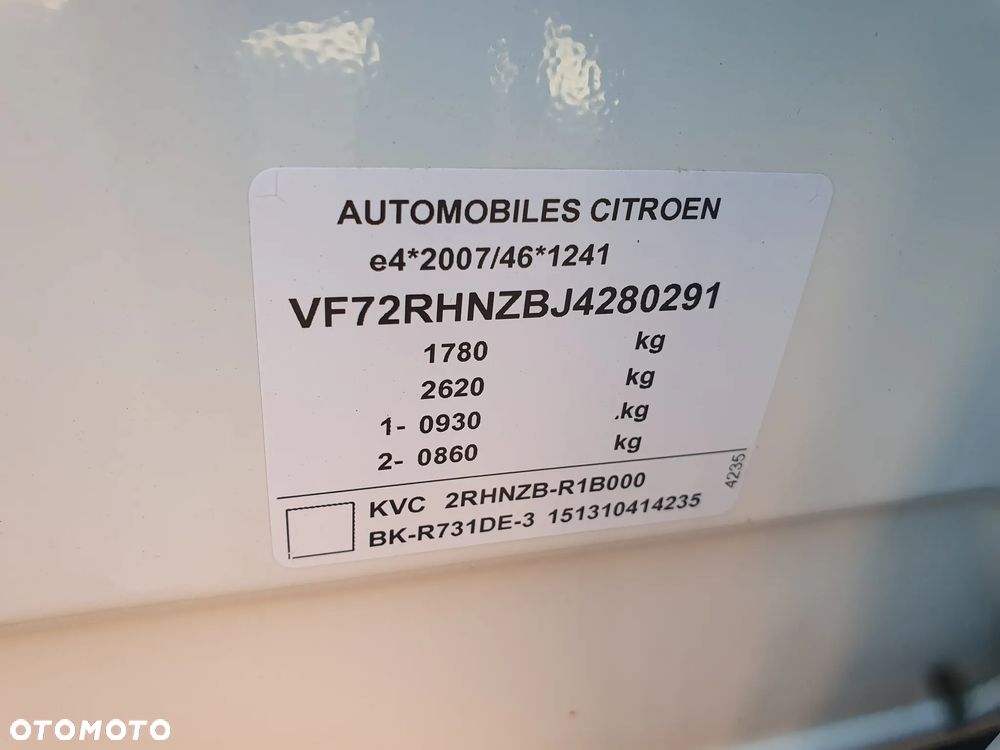 AUTOMOBILES CITROEN
e4*2007/46*1241
VF72RHNZBJ4280291
1780 kg
2620 kg
1- 0930 .kg
2- 0860 kg
4235
KVC 2RHNZB-R1B000
BK-R731DE-3 151310414235
OTOMOTO